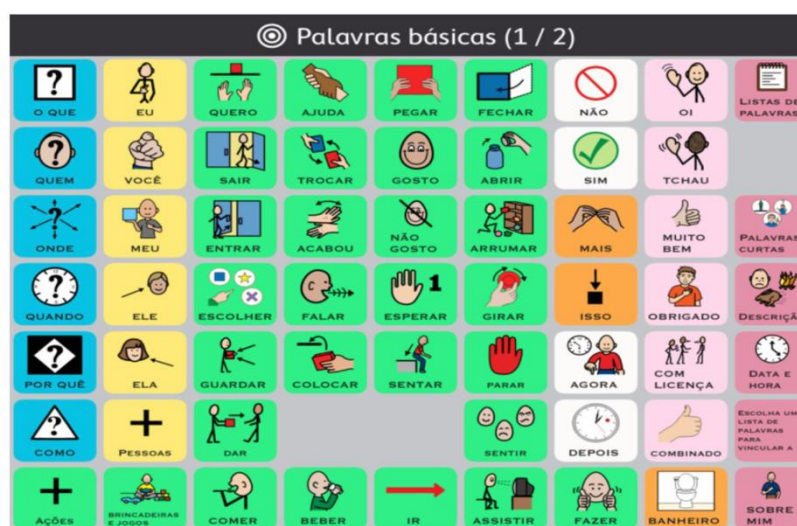 Palavras básicas (1 / 2)
O QUE
EU
QUERO
AJUDA
PEGAR
FECHAR
NÃO
OI
LISTAS DE
PALAVRAS
QUEM
VOCÊ
SAIR
TROCAR
GOSTO
ABRIR
SIM
TCHAU
ONDE
MEU
ENTRAR
ACABOU
NÃO
GOSTO
ARRUMAR
MAIS
MUITO
BEM
PALAVRAS
CURTAS
QUANDO
ELE
ESCOLHER
FALAR
1
ESPERAR
GIRAR
ISSO
OBRIGADO
DESCRIÇÃ
POR QUÊ
ELA
GUARDAR
COLOCAR
SENTAR
PARAR
AGORA
COM
LICENÇA
DATA E
HORA
COMO
PESSOAS
DAR
SENTIR
DEPOIS
COMBINADO
ESCOLHA UM
LISTA DE
PALAVRAS
PARA
VINCULAR A
AÇÕES
BRINCADEIRAS
E JOGOS
COMER
BEBER
IR
ASSISTIR
FAZER
BANHEIRO
SOBRE
MIM